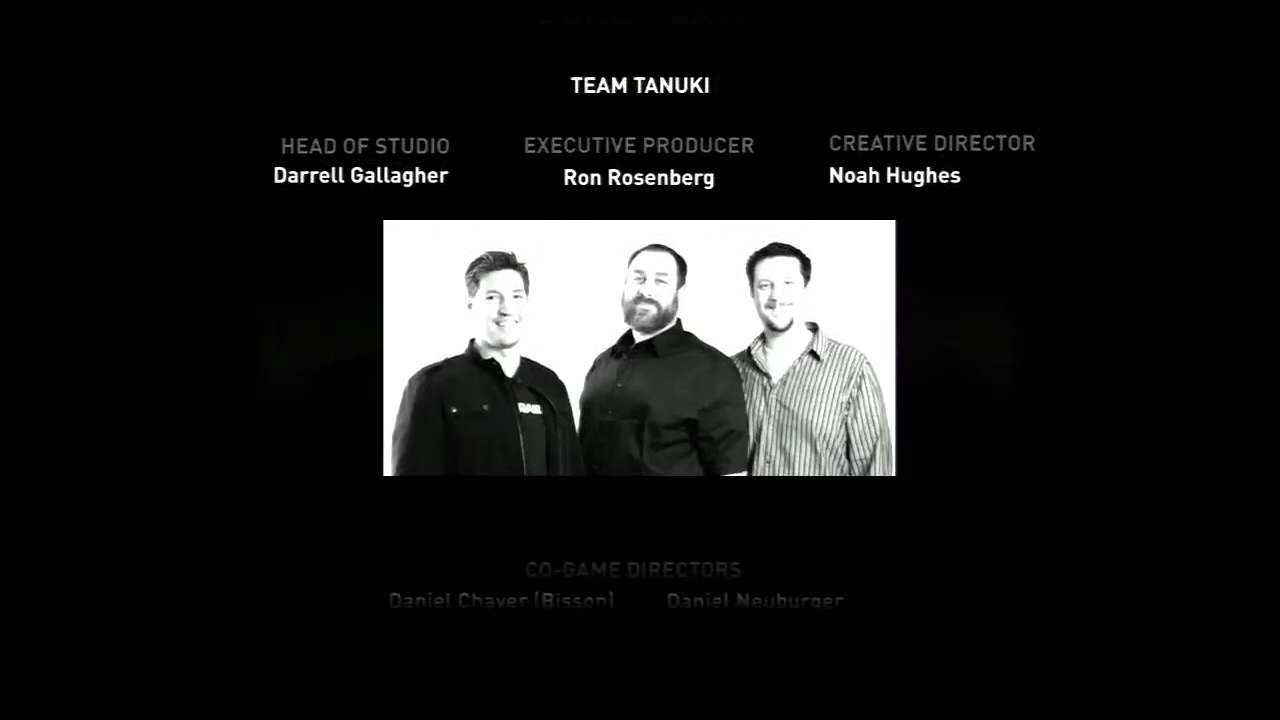 TEAM TANUKI
HEAD OF STUDIO EXECUTIVE PRODUCER CREATIVE DIRECTOR
Darrell Gallagher Ron Rosenberg Noah Hughes
CO-GAME DIRECTORS
Daniel Chayer (Bisson) Daniel Neuburger